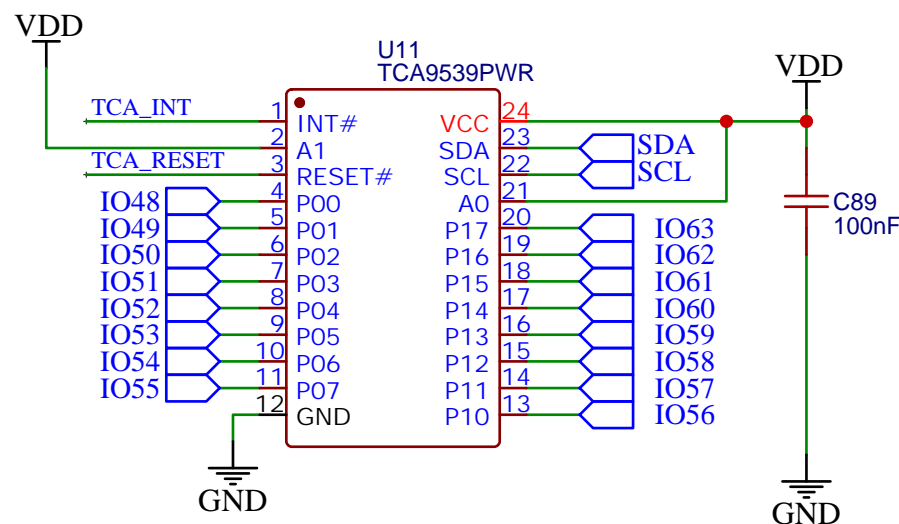 VDD
U11
TCA9539PWR
VDD
TCA_INT 1 INT# VCC 24
2 A1 SDA 23 SDA
TCA_RESET 3 RESET# SCL 22 SCL
IO48 4 P00 A0 21
IO49 5 P01 P17 20 IO63
IO50 6 P02 P16 19 IO62
IO51 7 P03 P15 18 IO61
IO52 8 P04 P14 17 IO60
IO53 9 P05 P13 16 IO59
IO54 10 P06 P12 15 IO58
IO55 11 P07 P11 14 IO57
12 GND P10 13 IO56
C89
100nF
GND
GND